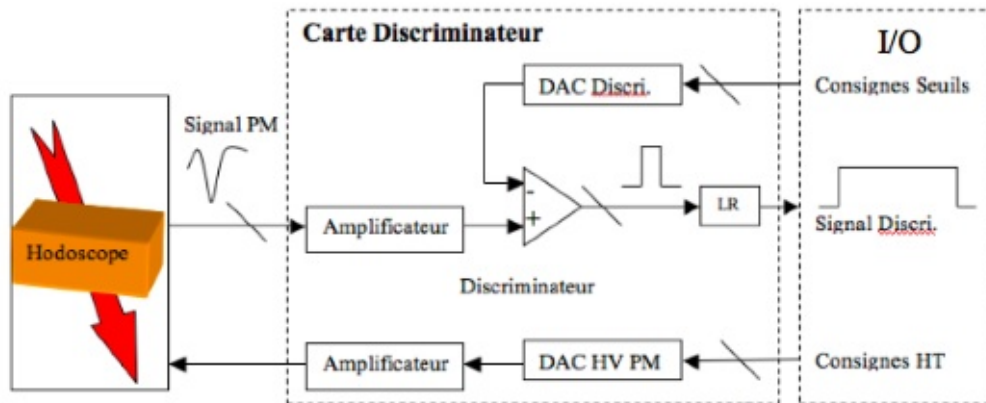 Carte Discriminateur
I/O
DAC Discri.
Consignes Seuils
Signal PM
-
+
LR
Amplificateur
Signal Discri.
Hodoscope
Discriminateur
Amplificateur
DAC HV PM
Consignes HT